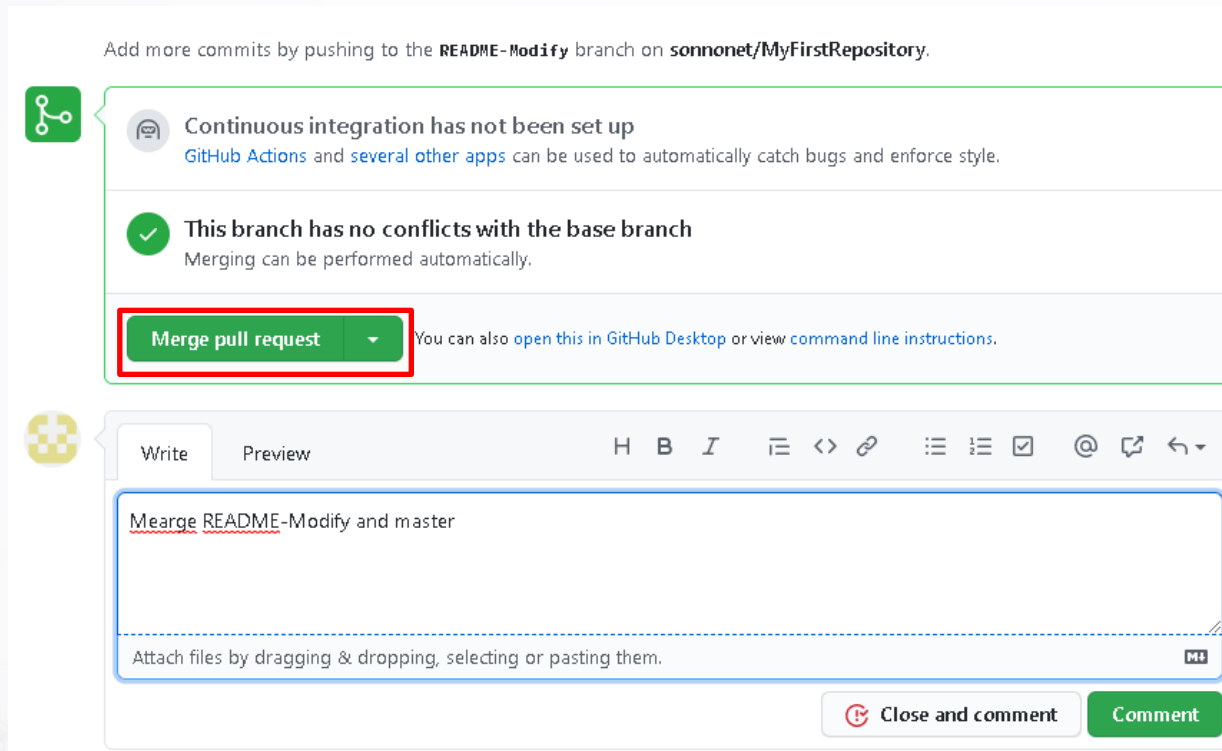 Add more commits by pushing to the README-Modify branch on sonnonet/MyFirstRepository.
Continuous integration has not been set up
GitHub Actions and several other apps can be used to automatically catch bugs and enforce style.
This branch has no conflicts with the base branch
Merging can be performed automatically.
Merge pull request You can also open this in GitHub Desktop or view command line instructions.
Write Preview
Mearge README-Modify and master
Attach files by dragging & dropping, selecting or pasting them.
Close and comment Comment